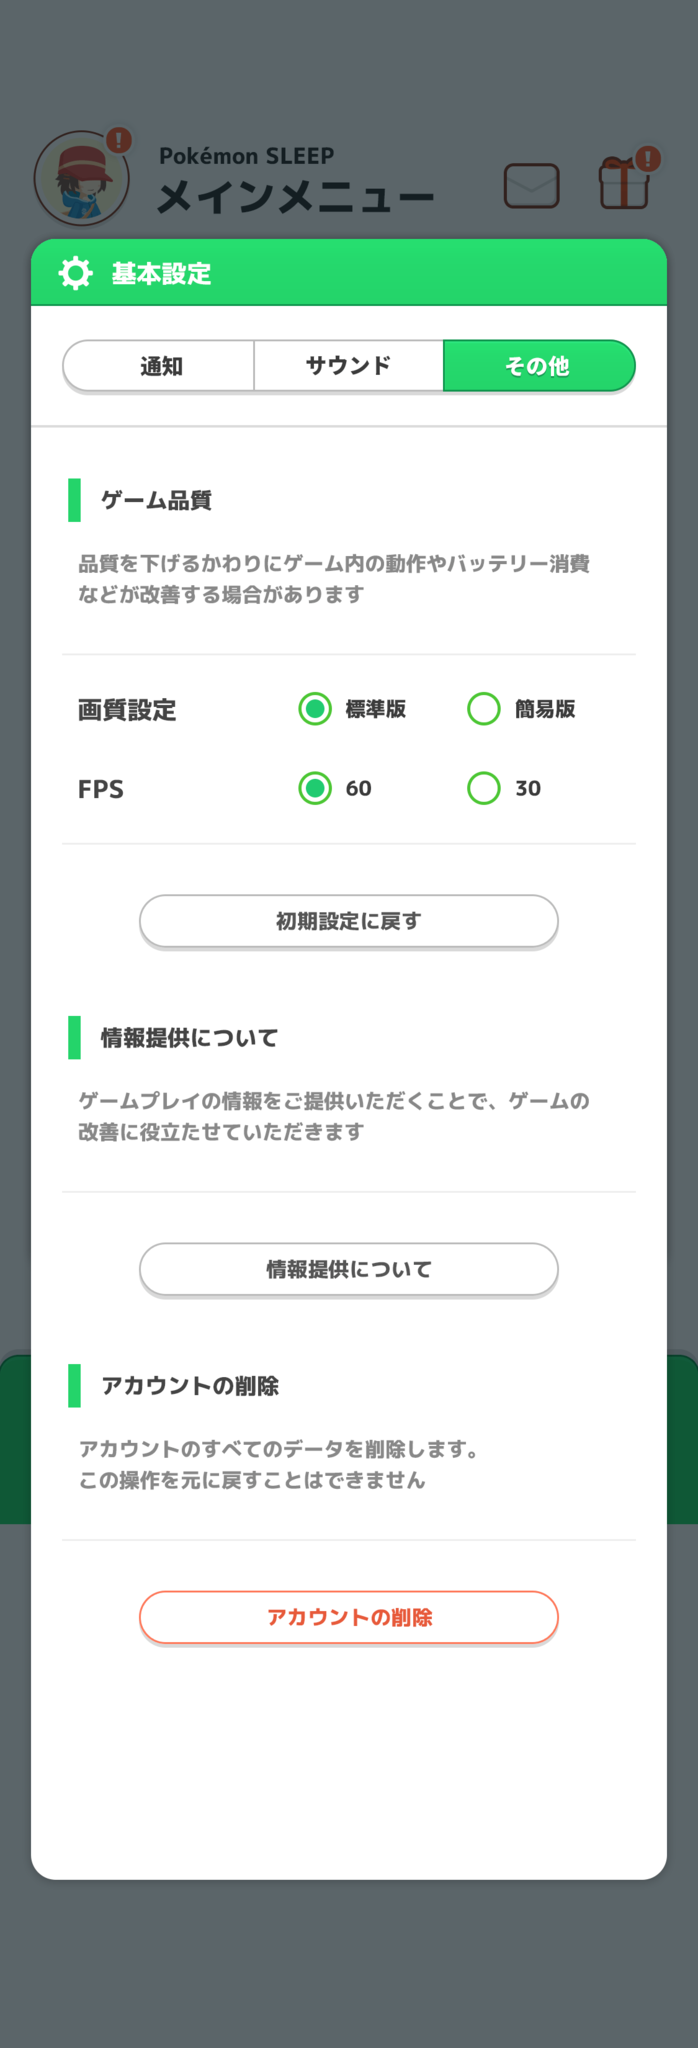 Pokémon SLEEP
メインメニュー
基本設定
通知
サウンド
その他
ゲーム品質
品質を下げるかわりにゲーム内の動作やバッテリー消費
などが改善する場合があります
画質設定
標準版
簡易版
FPS
60
30
初期設定に戻す
情報提供について
ゲームプレイの情報をご提供いただくことで、ゲームの
改善に役立たせていただきます
情報提供について
アカウントの削除
アカウントのすべてのデータを削除します。
この操作を元に戻すことはできません
アカウントの削除